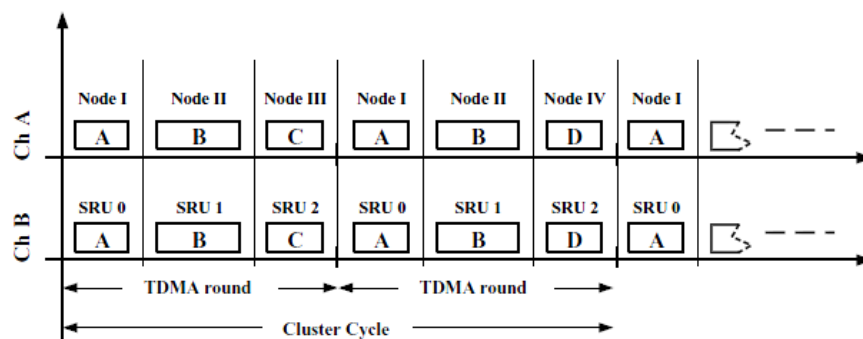 Node I Node II Node III Node I Node II Node IV Node I
Ch A
A B C A B D A
SRU 0 SRU 1 SRU 2 SRU 0 SRU 1 SRU 2 SRU 0
Ch B
A B C A B D A
TDMA round TDMA round
Cluster Cycle